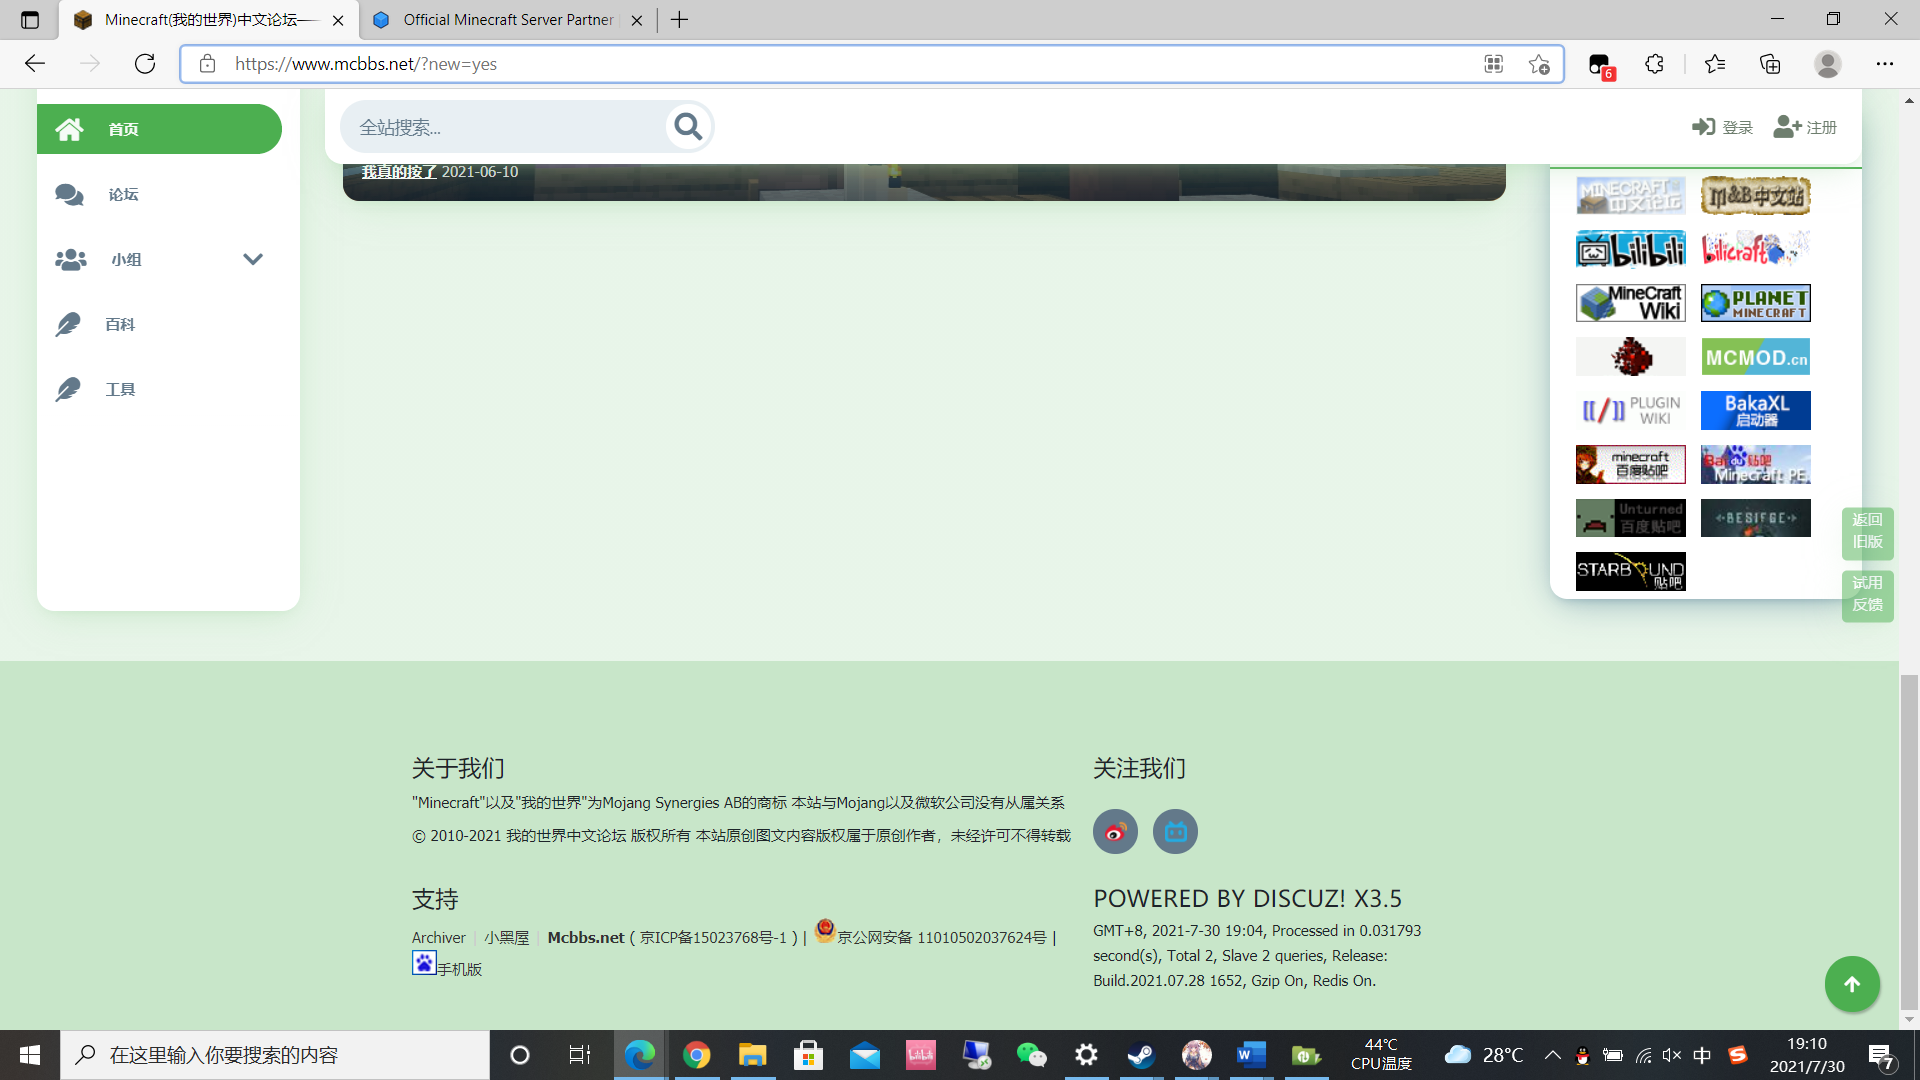 Minecraft(我的世界)中文论坛——
Official Minecraft Server Partner
https://www.mcbbs.net/?new=yes
6
首页
论坛
小组
百科
工具
全站搜索...
登录
注册
我真的按了 2021-06-10
MINECRAFT
中文论坛
M&B中文站
bilibili
bilicraft
MineCraft
Wiki
PLANET
MINECRAFT
MCMOD.cn
[[/]] PLUGIN
WIKI
BakaXL
启动器
minecraft
百度贴吧
Bai du 贴吧
Minecraft PE
Unturned
百度贴吧
BESIEGE
STARBOUND
贴吧
返回
旧版
试用
反馈
关于我们
"Minecraft"以及"我的世界"为Mojang Synergies AB的商标 本站与Mojang以及微软公司没有从属关系
© 2010-2021 我的世界中文论坛 版权所有 本站原创图文内容版权属于原创作者，未经许可不得转载
支持
Archiver | 小黑屋 | Mcbbs.net ( 京ICP备15023768号-1 ) | 京公网安备 11010502037624号 |
手机版
关注我们
POWERED BY DISCUZ! X3.5
GMT+8, 2021-7-30 19:04, Processed in 0.031793
second(s), Total 2, Slave 2 queries, Release:
Build.2021.07.28 1652, Gzip On, Redis On.
在这里输入你要搜索的内容
bilibili
W
44℃
CPU温度
28°C
中
S
19:10
2021/7/30
7